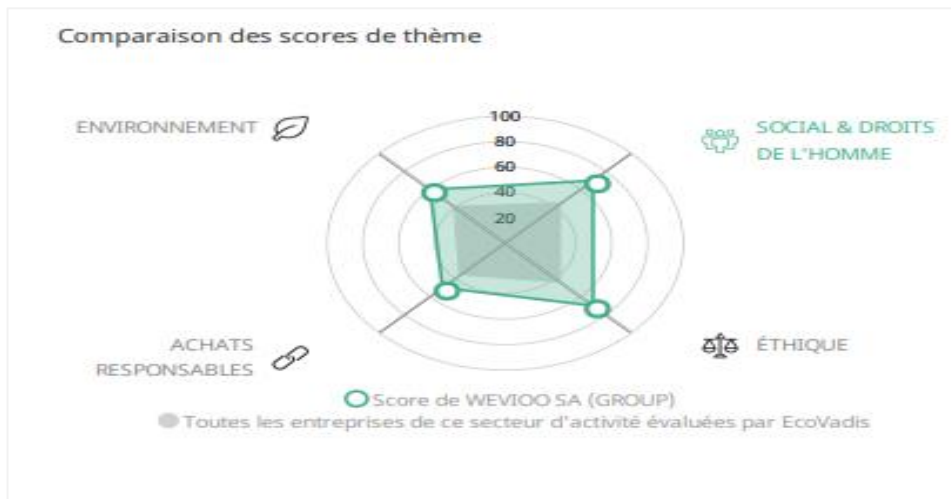 Comparaison des scores de thème
ENVIRONNEMENT
100
80
60
40
20
SOCIAL & DROITS
DE L'HOMME
ACHATS
RESPONSABLES
ÉTHIQUE
Score de WEVIOO SA (GROUP)
Toutes les entreprises de ce secteur d'activité évaluées par EcoVadis